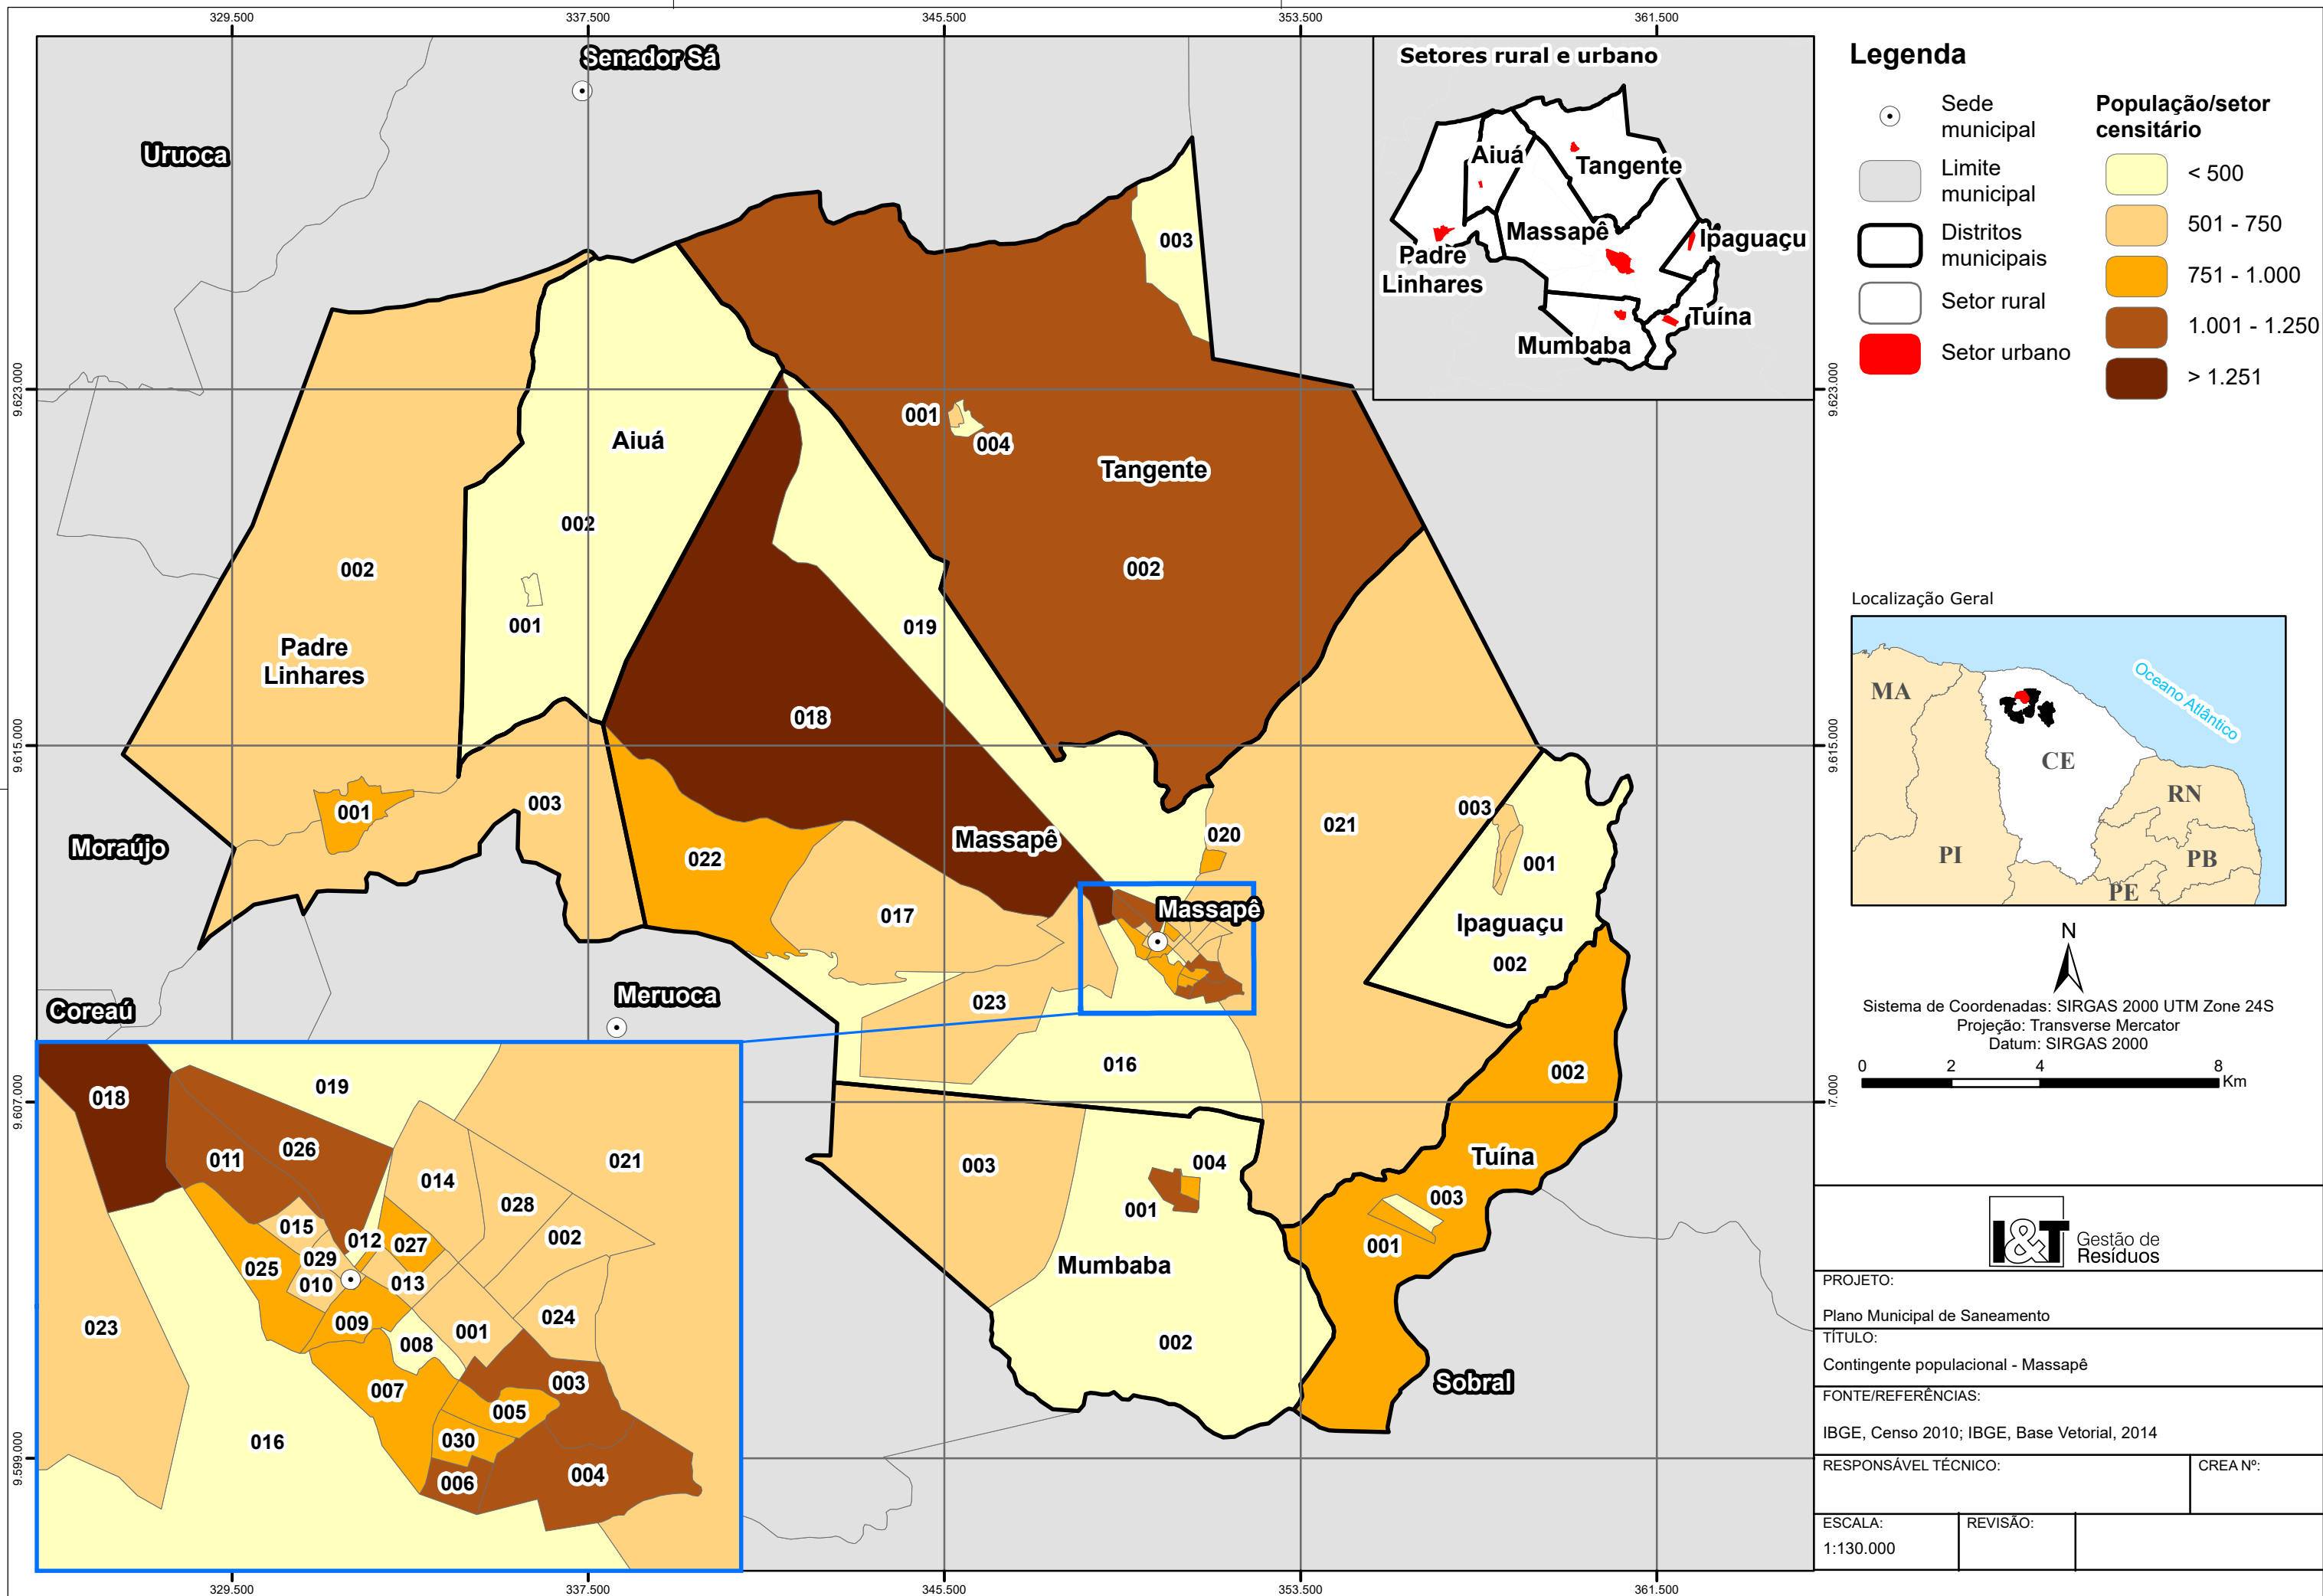 329.500
337.500
345.500
353.500
361.500
Senador Sá
Uruoca
Setores rural e urbano
Aiuá
Tangente
Massapê
Ipaguaçu
Padre
Linhares
Tuína
Mumbaba
003
9.623.000
9.623.000
001
004
Aiuá
Tangente
002
002
002
001
019
Padre
Linhares
018
9.615.000
9.615.000
003
001
003
020
021
003
Moraújo
Massapê
022
001
017
Massapê
Ipaguaçu
002
023
Meruoca
Coreaú
016
002
9.607.000
7.000
003
004
Tuína
001
003
001
Mumbaba
002
Sobral
9.599.000
018
019
026
011
021
014
028
015
002
012
027
029
025
010
013
009
024
001
008
023
003
007
005
016
030
004
006
329.500
337.500
345.500
353.500
361.500
Legenda
Sede
municipal
Limite
municipal
Distritos
municipais
Setor rural
Setor urbano
População/setor
censitário
< 500
501 - 750
751 - 1.000
1.001 - 1.250
> 1.251
Localização Geral
MA
Oceano Atlântico
CE
RN
PI
PB
PE
N
Sistema de Coordenadas: SIRGAS 2000 UTM Zone 24S
Projeção: Transverse Mercator
Datum: SIRGAS 2000
0 2 4 8
Km
I&T Gestão de
Resíduos
PROJETO:
Plano Municipal de Saneamento
TÍTULO:
Contingente populacional - Massapê
FONTE/REFERÊNCIAS:
IBGE, Censo 2010; IBGE, Base Vetorial, 2014
RESPONSÁVEL TÉCNICO:
CREA Nº:
ESCALA:
1:130.000
REVISÃO: